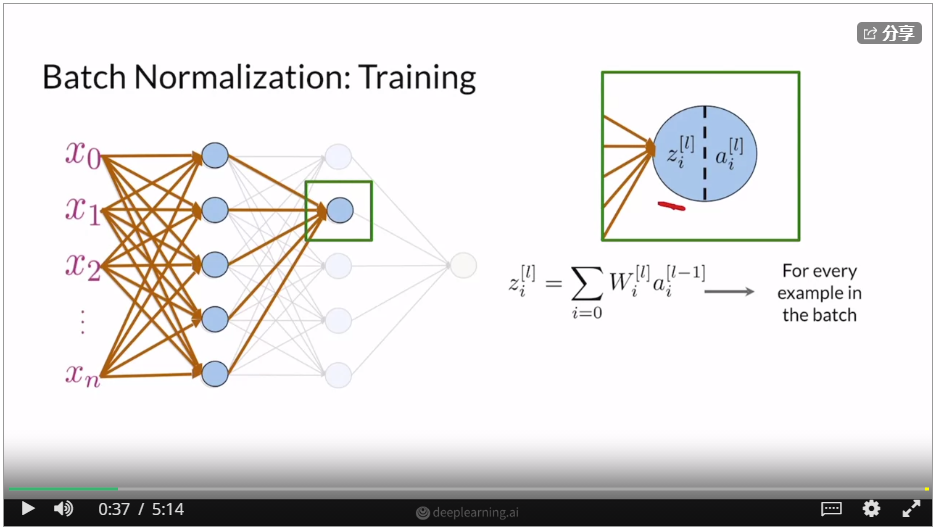 分享
Batch Normalization: Training
x_0
x_1
x_2
⋮
x_n
z_i^{[l]} a_i^{[l]}
z_i^{[l]} = \sum_{i=0} W_i^{[l]} a_i^{[l-1]}
For every
example in
the batch
0:37 / 5:14
deeplearning.ai